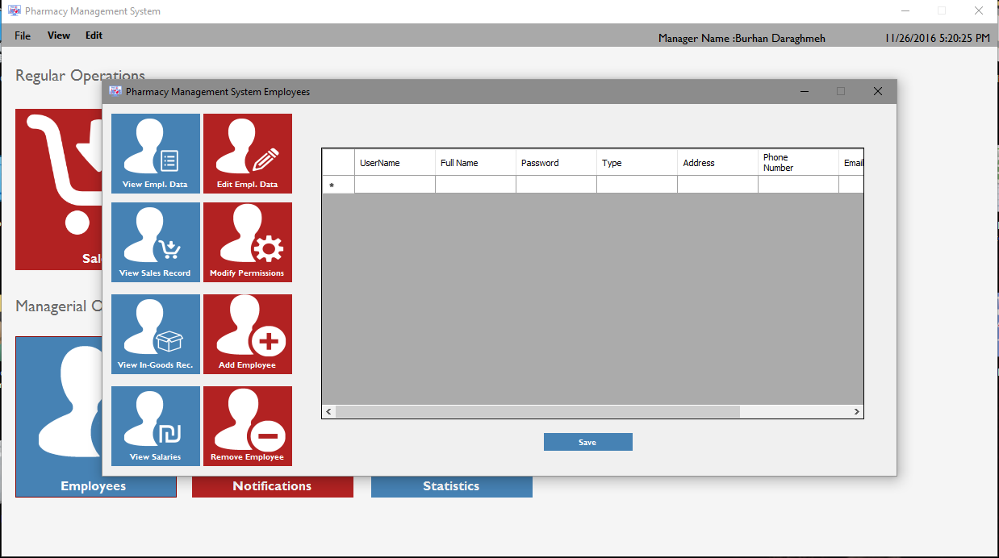 Pharmacy Management System
File View Edit
Manager Name :Burhan Daraghmeh 11/26/2016 5:20:25 PM
Regular Operations
Pharmacy Management System Employees
View Empl. Data
Edit Empl. Data
View Sales Record
Modify Permissions
View In-Goods Rec.
Add Employee
View Salaries
Remove Employee
UserName Full Name Password Type Address Phone
Number Email
*
Save
Sal
Managerial O
Employees
Notifications
Statistics